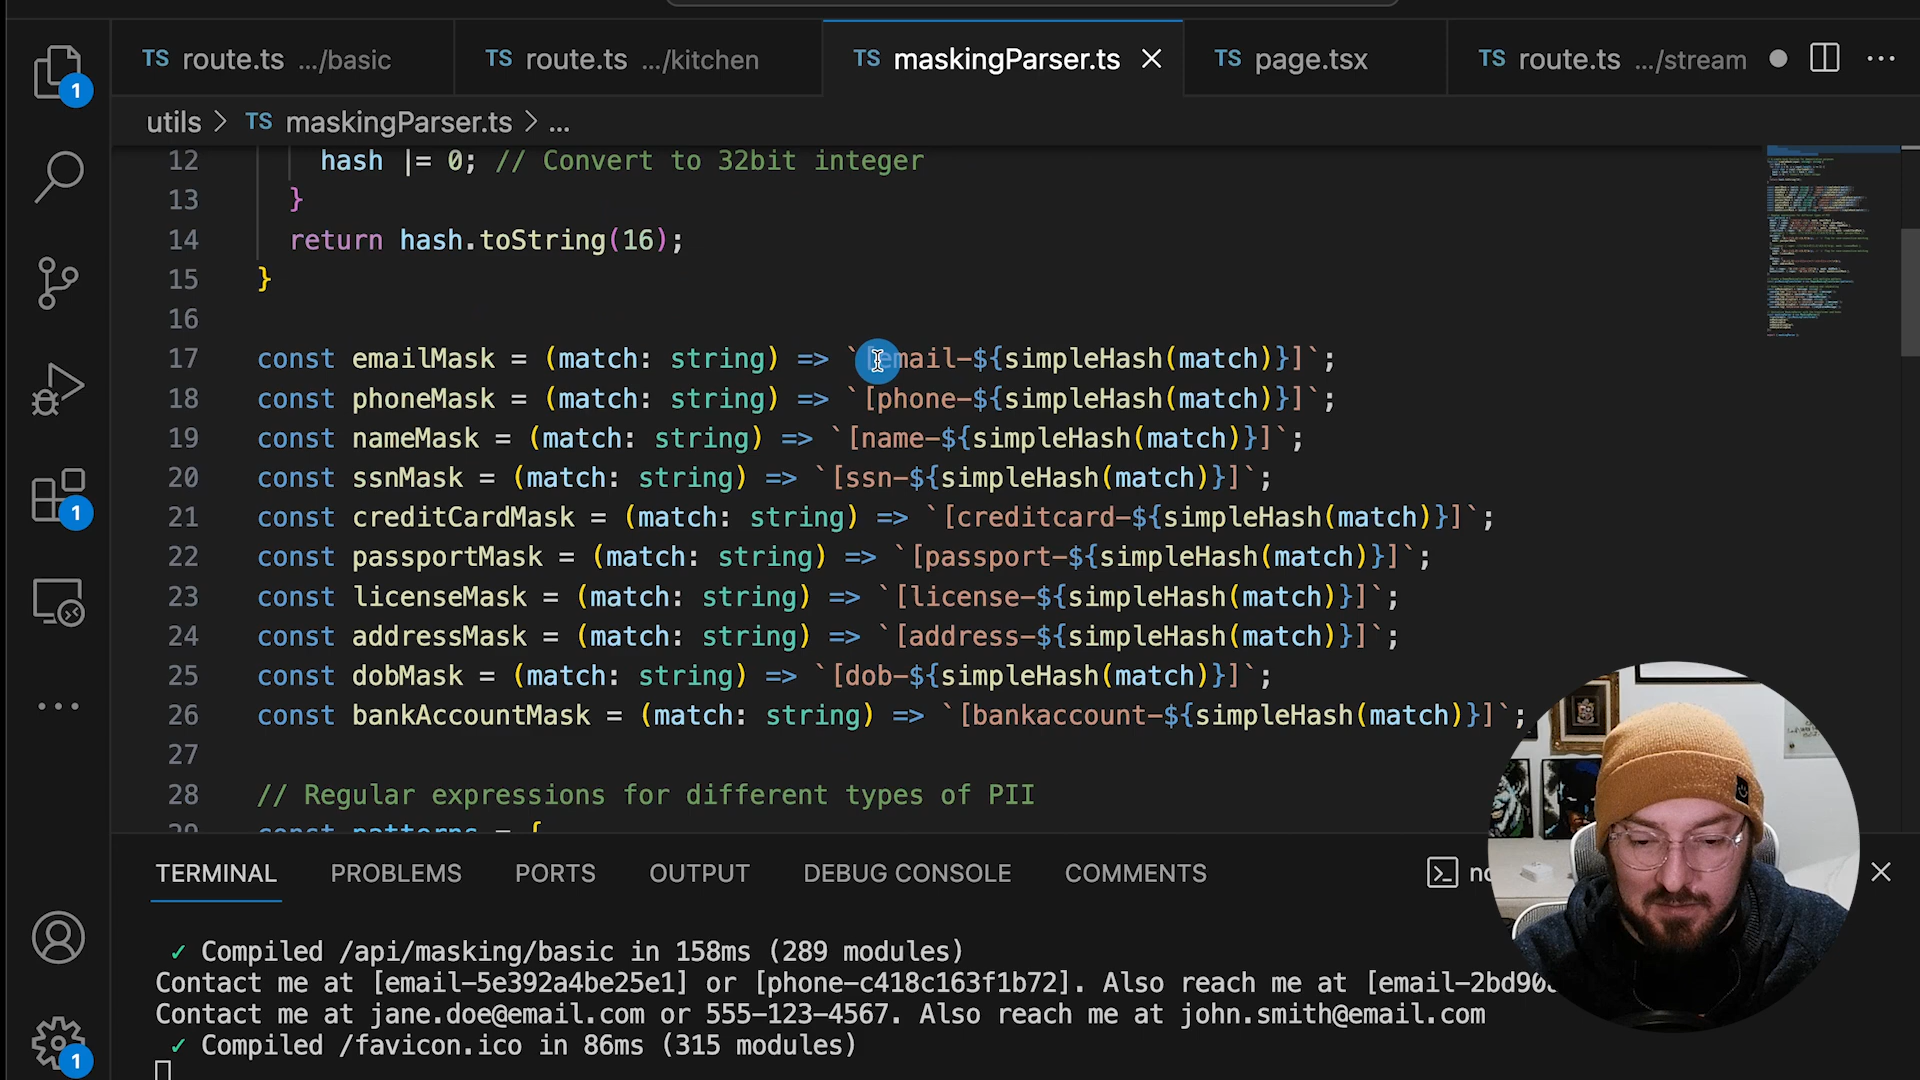 TS route.ts .../basic
TS route.ts .../kitchen
TS maskingParser.ts
TS page.tsx
TS route.ts .../stream
utils > TS maskingParser.ts > ...
12 hash |= 0; // Convert to 32bit integer
13 }
14 return hash.toString(16);
15 }
16
17 const emailMask = (match: string) => `[email-${simpleHash(match)}]`;
18 const phoneMask = (match: string) => `[phone-${simpleHash(match)}]`;
19 const nameMask = (match: string) => `[name-${simpleHash(match)}]`;
20 const ssnMask = (match: string) => `[ssn-${simpleHash(match)}]`;
21 const creditCardMask = (match: string) => `[creditcard-${simpleHash(match)}]`;
22 const passportMask = (match: string) => `[passport-${simpleHash(match)}]`;
23 const licenseMask = (match: string) => `[license-${simpleHash(match)}]`;
24 const addressMask = (match: string) => `[address-${simpleHash(match)}]`;
25 const dobMask = (match: string) => `[dob-${simpleHash(match)}]`;
26 const bankAccountMask = (match: string) => `[bankaccount-${simpleHash(match)}]`;
27
28 // Regular expressions for different types of PII
29 const patterns = {
1
1
1
TERMINAL PROBLEMS PORTS OUTPUT DEBUG CONSOLE COMMENTS
✓ Compiled /api/masking/basic in 158ms (289 modules)
Contact me at [email-5e392a4be25e1] or [phone-c418c163f1b72]. Also reach me at [email-2bd90
Contact me at jane.doe@email.com or 555-123-4567. Also reach me at john.smith@email.com
✓ Compiled /favicon.ico in 86ms (315 modules)